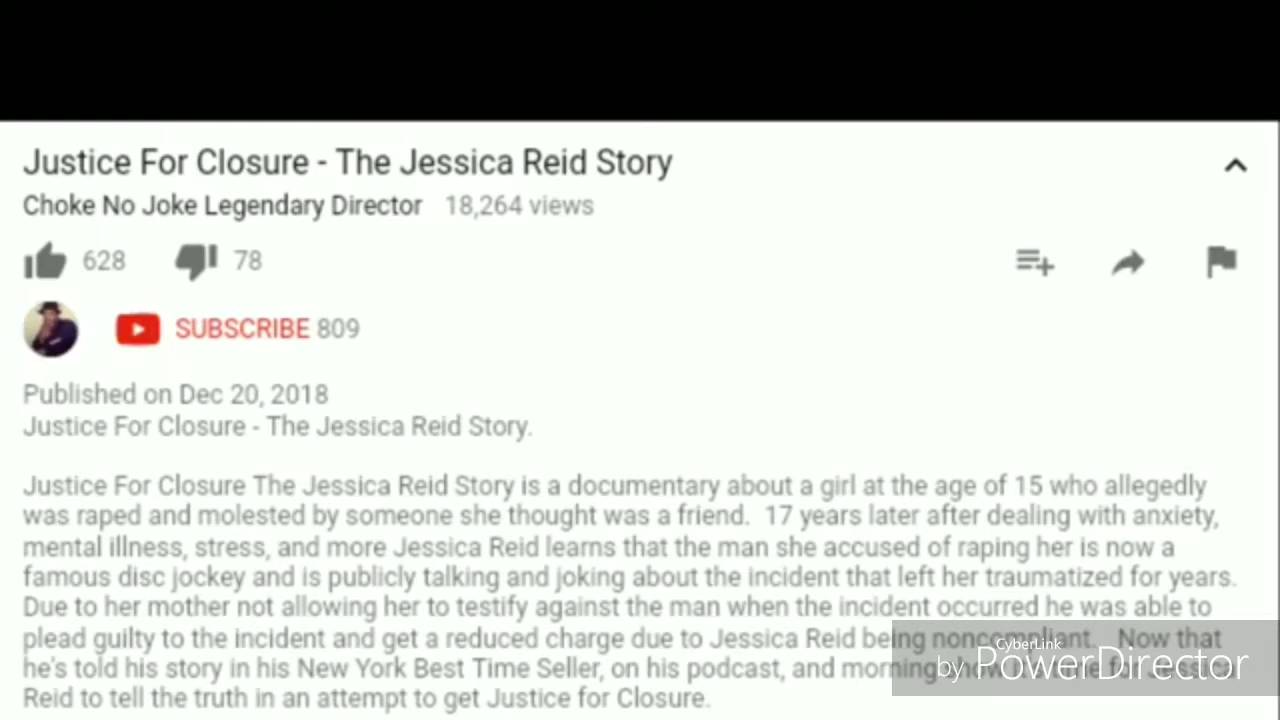 Justice For Closure - The Jessica Reid Story
Choke No Joke Legendary Director 18,264 views
628 78
SUBSCRIBE 809
Published on Dec 20, 2018
Justice For Closure - The Jessica Reid Story.
Justice For Closure The Jessica Reid Story is a documentary about a girl at the age of 15 who allegedly
was raped and molested by someone she thought was a friend. 17 years later after dealing with anxiety,
mental illness, stress, and more Jessica Reid learns that the man she accused of raping her is now a
famous disc jockey and is publicly talking and joking about the incident that left her traumatized for years.
Due to her mother not allowing her to testify against the man when the incident occurred he was able to
plead guilty to the incident and get a reduced charge due to Jessica Reid being noncompliant. Now that
he's told his story in his New York Best Time Seller, on his podcast, and morning
Reid to tell the truth in an attempt to get Justice for Closure.
CyberLink
by PowerDirector